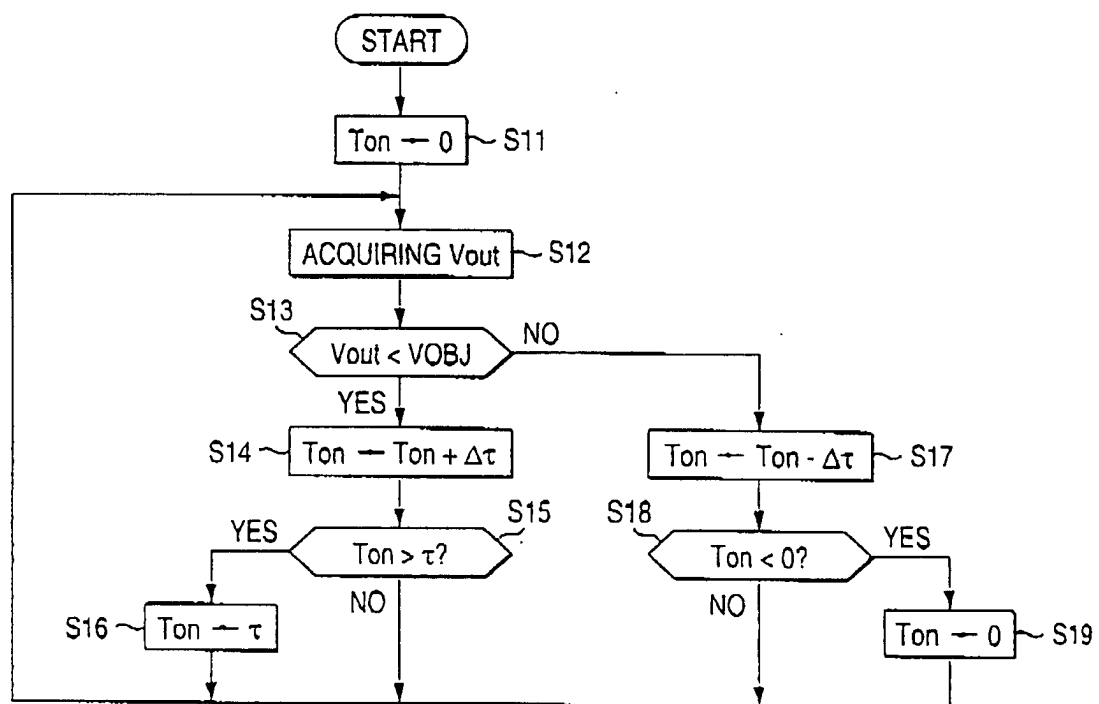 START
Ton ← 0
S11
ACQUIRING Vout
S12
S13
Vout < VOBJ
NO
YES
S14
Ton ← Ton + Δτ
Ton ← Ton - Δτ
S17
YES
Ton > τ?
S15
S18
Ton < 0?
YES
NO
NO
S16
Ton ← τ
Ton ← 0
S19